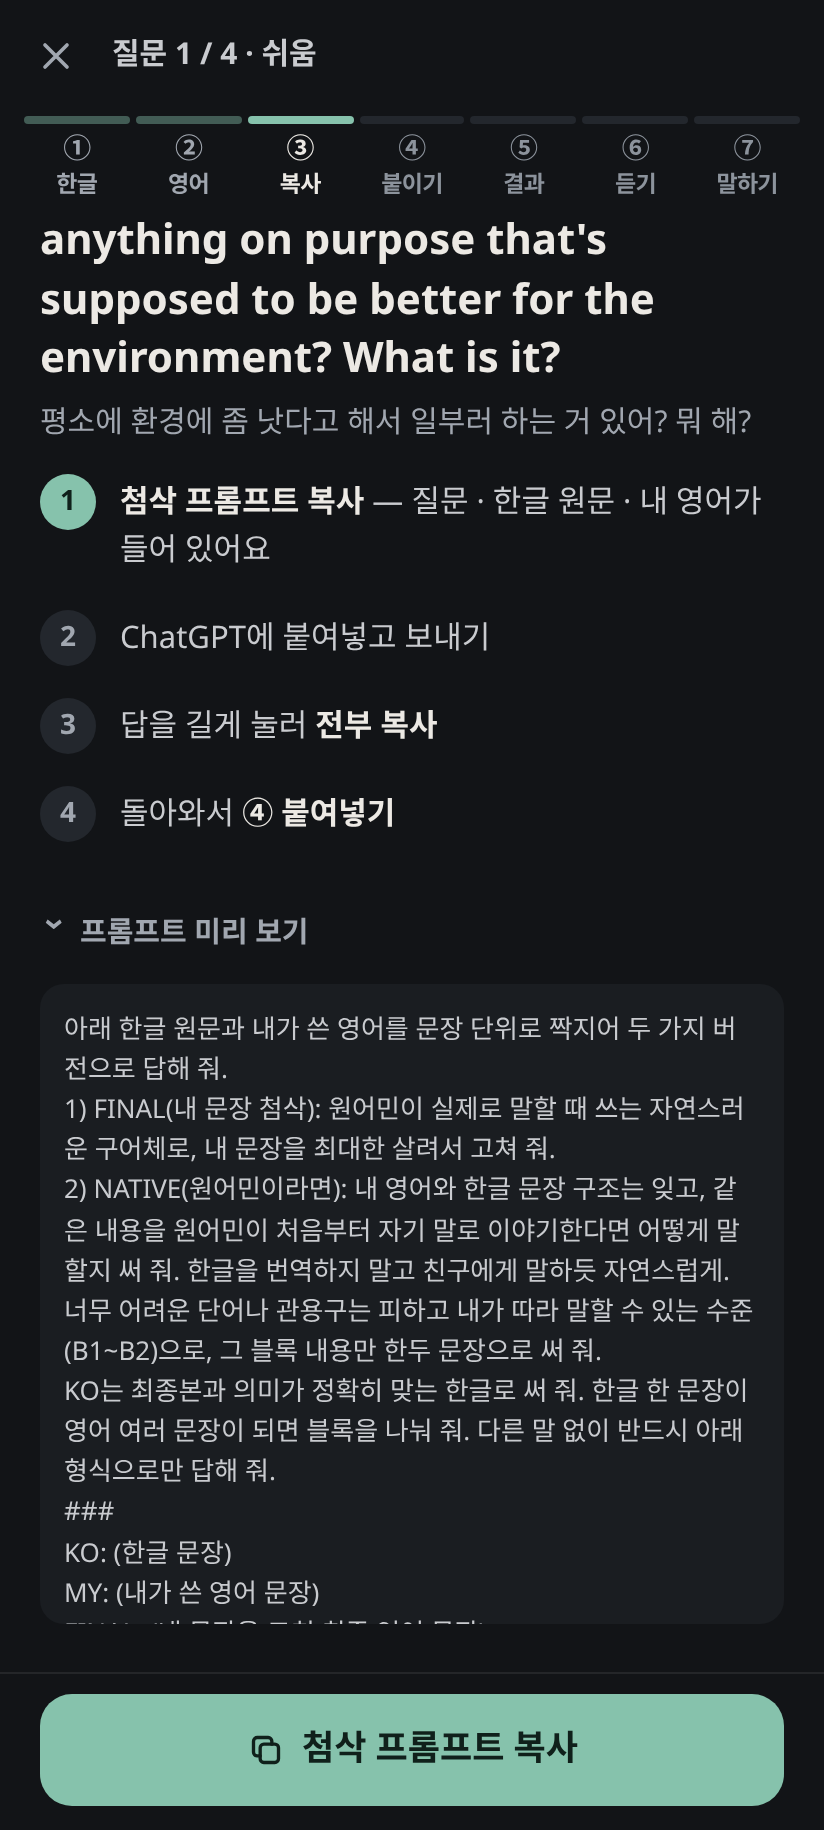 질문 1 / 4 · 쉬움
① ② ③ ④ ⑤ ⑥ ⑦
한글 영어 복사 붙이기 결과 듣기 말하기
anything on purpose that's
supposed to be better for the
environment? What is it?
평소에 환경에 좀 낫다고 해서 일부러 하는 거 있어? 뭐 해?
1 첨삭 프롬프트 복사 — 질문 · 한글 원문 · 내 영어가
들어 있어요
2 ChatGPT에 붙여넣고 보내기
3 답을 길게 눌러 전부 복사
4 돌아와서 ④ 붙여넣기
프롬프트 미리 보기
아래 한글 원문과 내가 쓴 영어를 문장 단위로 짝지어 두 가지 버
전으로 답해 줘.
1) FINAL(내 문장 첨삭): 원어민이 실제로 말할 때 쓰는 자연스러
운 구어체로, 내 문장을 최대한 살려서 고쳐 줘.
2) NATIVE(원어민이라면): 내 영어와 한글 문장 구조는 잊고, 같
은 내용을 원어민이 처음부터 자기 말로 이야기한다면 어떻게 말
할지 써 줘. 한글을 번역하지 말고 친구에게 말하듯 자연스럽게.
너무 어려운 단어나 관용구는 피하고 내가 따라 말할 수 있는 수준
(B1~B2)으로, 그 블록 내용만 한두 문장으로 써 줘.
KO는 최종본과 의미가 정확히 맞는 한글로 써 줘. 한글 한 문장이
영어 여러 문장이 되면 블록을 나눠 줘. 다른 말 없이 반드시 아래
형식으로만 답해 줘.
###
KO: (한글 문장)
MY: (내가 쓴 영어 문장)
첨삭 프롬프트 복사